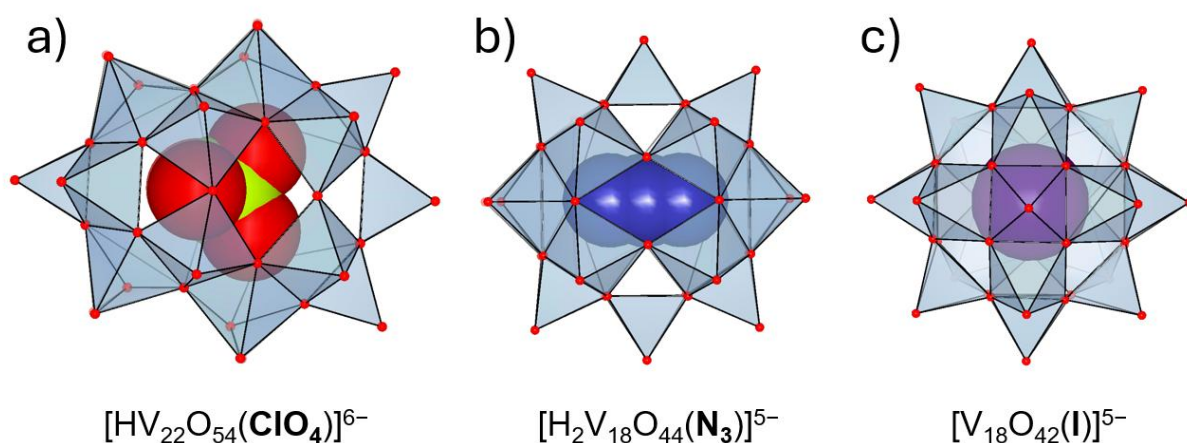 a) b) c)
[HV₂₂O₅₄(ClO₄)]⁶⁻ [H₂V₁₈O₄₄(N₃)]⁵⁻ [V₁₈O₄₂(I)]⁵⁻